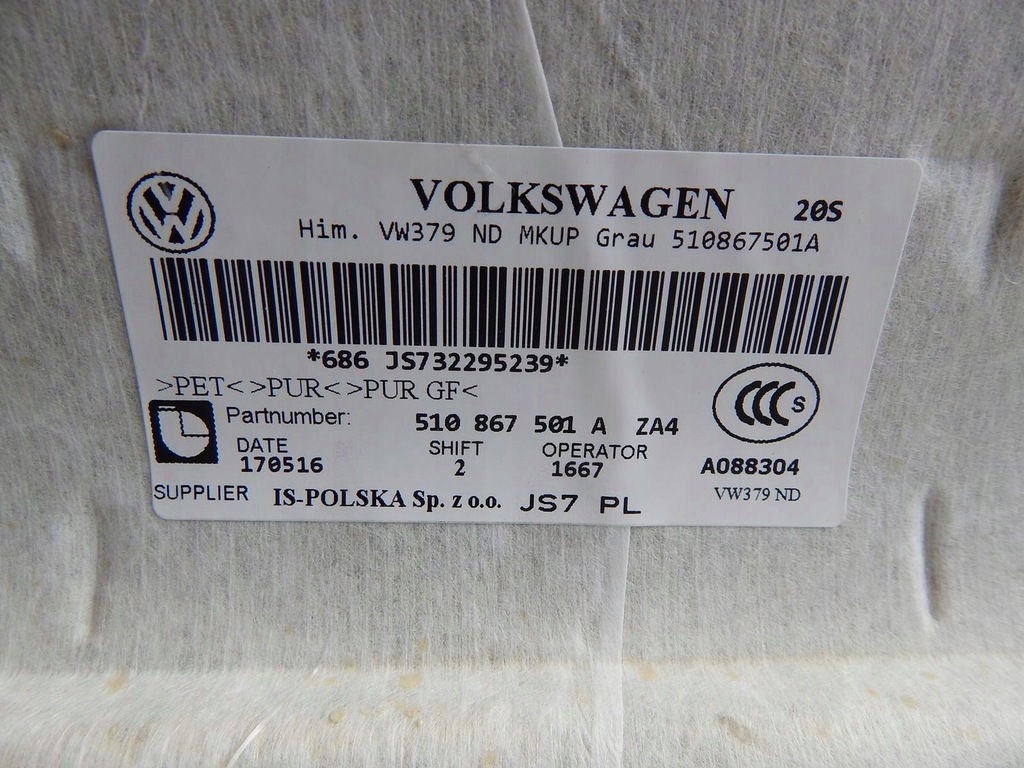 VOLKSWAGEN 20S
Him. VW379 ND MKUP Grau 510867501A
*686 JS732295239*
>PET< >PUR< >PUR GF<
Partnumber: 510 867 501 A ZA4
DATE SHIFT OPERATOR
170516 2 1667 A088304
SUPPLIER IS-POLSKA Sp. z o.o. JS7 PL VW379 ND
CCC S